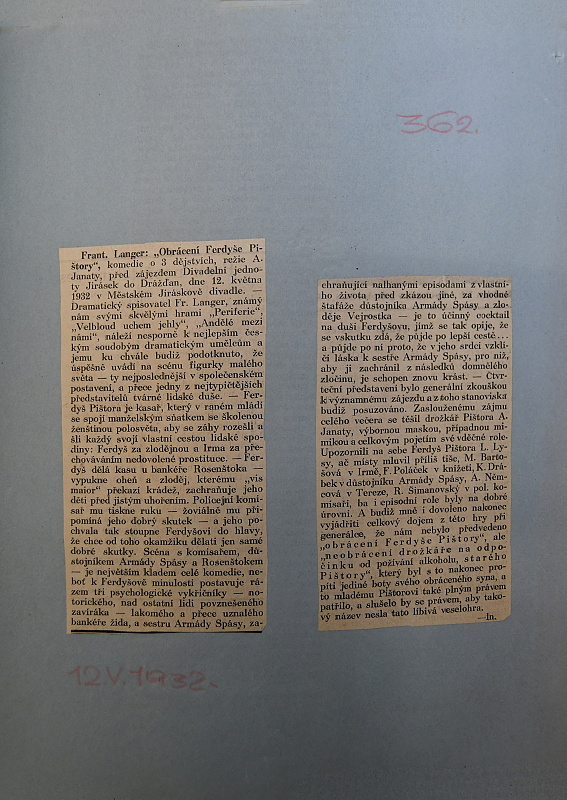 362.
Frant. Langer: „Obrácení Ferdyše Pi-
štory“, komedie o 3 dějstvích, režie A.
Janaty, před zájezdem Divadelní jedno-
ty Jirásek do Drážďan, dne 12. května
1932 v Městském Jiráskově divadle. —
Dramatický spisovatel Fr. Langer, známý
nám svými skvělými hrami „Periferie“,
„Velbloud uchem jehly“, „Andělé mezi
námi“, náleží nesporně k nejlepším čes-
kým soudobým dramatickým umělcům a
jemu ku chvále budiž podotknuto, že
úspěšně uvádí na scénu figurky malého
světa — ty nejposlednější v společenském
postavení, a přece jedny z nejtypičtějších
představitelů tvárné lidské duše. — Fer-
dyš Pištora je kasař, který v raném mládí
se spojí manželským sňatkem se školenou
ženštinou polosvěta, aby se záhy rozešli a
šli každý svojí vlastní cestou lidské spo-
diny: Ferdyš za zlodějnou a Irma za pře-
chováváním nedovolené prostituce. — Fer-
dyš dělá kasu u bankéře Rosenštoka —
vypukne oheň a zloděj, kterému „vis
maior“ překazí krádež, zachraňuje jeho
děti před jistým uhořením. Policejní komi-
sař mu tiskne ruku — žoviálně mu při-
pomíná jeho dobrý skutek — a jeho po-
chvala tak stoupne Ferdyšovi do hlavy,
že chce od toho okamžiku dělati jen samé
dobré skutky. Scéna s komisařem, dů-
stojníkem Armády Spásy a Rosenštokem
— je největším kladem celé komedie, ne-
boť k Ferdyšově minulosti postavuje rá-
zem tři psychologické vykřičníky — no-
torického, nad ostatní lidi povznešeného
zavíráka — lakomého a přece uznalého
bankéře žida, a sestru Armády Spásy, za-
chraňující nalhanými episodami z vlastní-
ho života před zkázou jiné, za vhodné
štafáže důstojníka Armády Spásy a zlo-
děje Vejrostka — je to účinný cocktail
na duši Ferdyšovu, jímž se tak opije, že
se vskutku zdá, že půjde po lepší cestě...
a půjde po ní proto, že v jeho srdci vzklí-
čí láska k sestře Armády Spásy, pro niž,
aby ji zachránil z následků domnělého
zločinu, je schopen znovu krást. — Čtvr-
teční představení bylo generální zkouškou
k významnému zájezdu a z toho stanoviska
budiž posuzováno. Zaslouženému zájmu
celého večera se těšil drožkář Pištora A.
Janaty, výbornou maskou, případnou mi-
mikou a celkovým pojetím své vděčné role.
Upozornili na sebe Ferdyš Pištora L. Ly-
sy, ač místy mluvil příliš tiše, M. Barto-
šová v Irmě, F. Poláček v knížeti, K. Drá-
bek v důstojníku Armády Spásy, A. Něm-
cová v Tereze, R. Šimanovský v pol. ko-
misaři, ba i episodní role byly na dobré
úrovni. A budiž mně i dovoleno nakonec
vyjádřiti celkový dojem z této hry při
generálce, že nám nebylo předvedeno
„obrácení Ferdyše Pištory“, ale
„neobrácení drožkáře na odpo-
činku od požívání alkoholu, starého
Pištory“, který byl s to nakonec pro-
píti jediné boty svého obráceného syna, a
to mladému Pištorovi také plným právem
patřilo, a slušelo by se právem, aby tako-
vý název nesla tato líbivá veselohra.
—In.
12.V.1932.